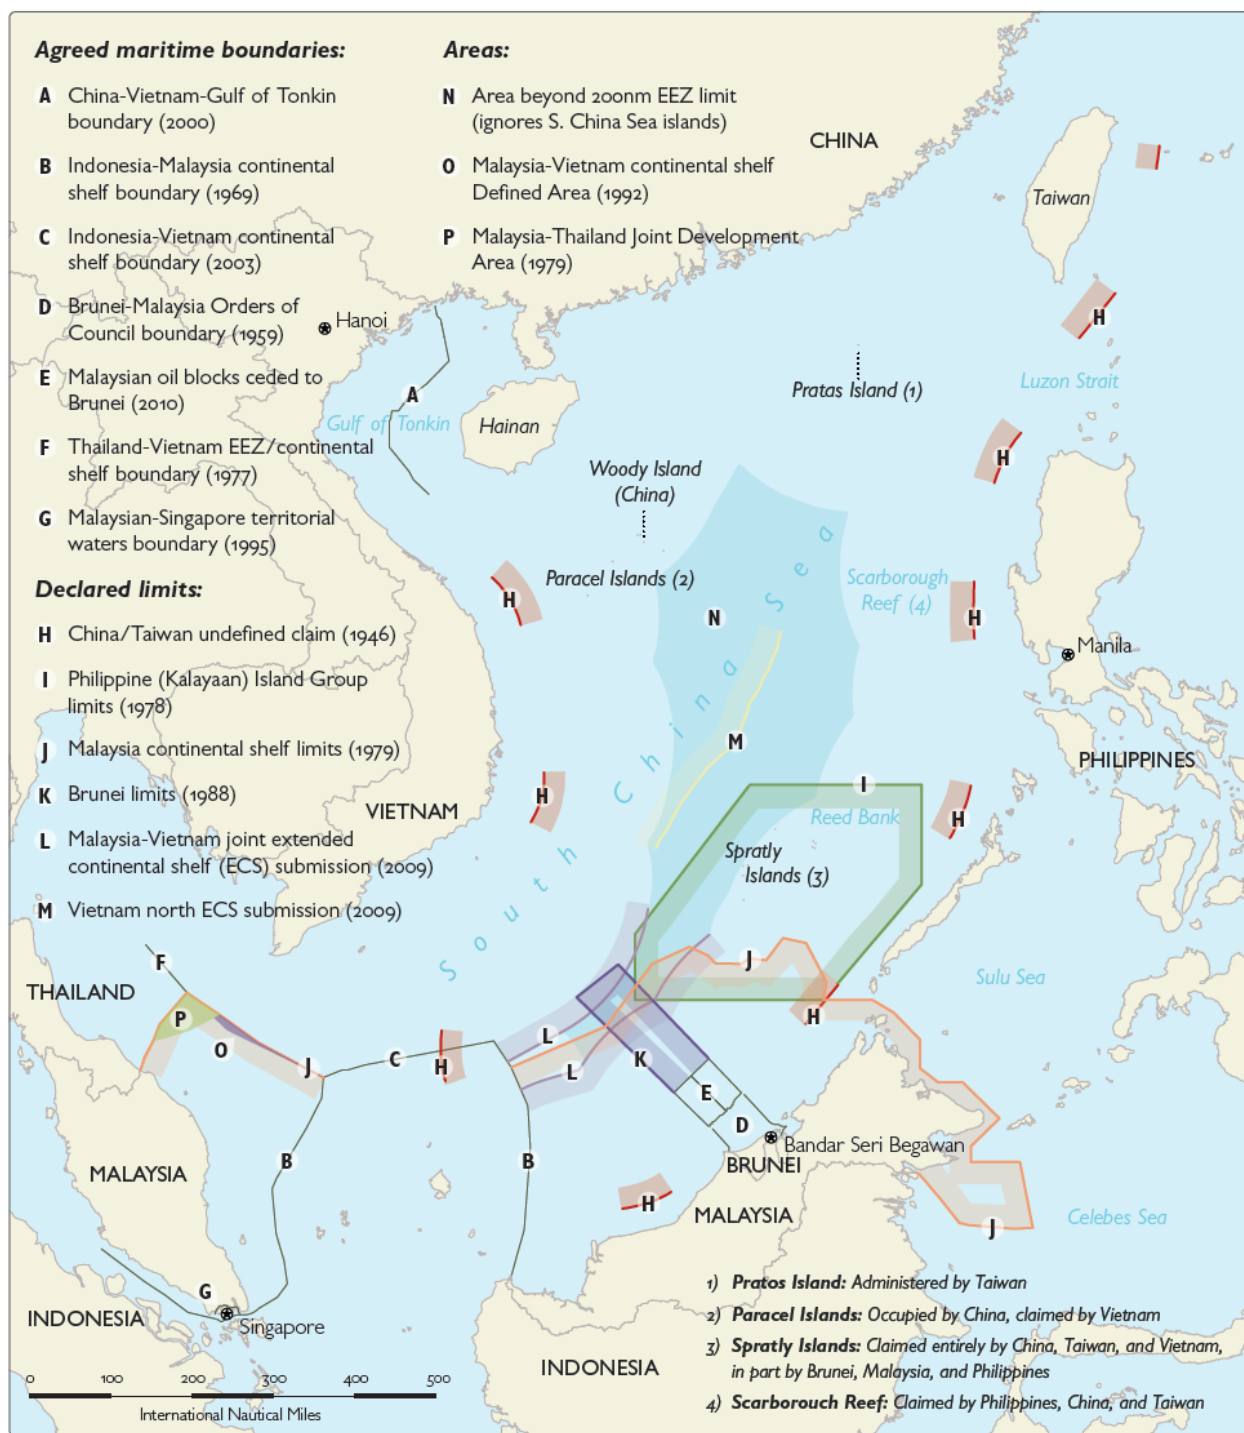 Agreed maritime boundaries:
A China-Vietnam-Gulf of Tonkin
boundary (2000)
B Indonesia-Malaysia continental
shelf boundary (1969)
C Indonesia-Vietnam continental
shelf boundary (2003)
D Brunei-Malaysia Orders of
Council boundary (1959)
E Malaysian oil blocks ceded to
Brunei (2010)
F Thailand-Vietnam EEZ/continental
shelf boundary (1977)
G Malaysian-Singapore territorial
waters boundary (1995)
Declared limits:
H China/Taiwan undefined claim (1946)
I Philippine (Kalayaan) Island Group
limits (1978)
J Malaysia continental shelf limits (1979)
K Brunei limits (1988)
L Malaysia-Vietnam joint extended
continental shelf (ECS) submission (2009)
M Vietnam north ECS submission (2009)
Areas:
N Area beyond 200nm EEZ limit
(ignores S. China Sea islands)
O Malaysia-Vietnam continental shelf
Defined Area (1992)
P Malaysia-Thailand Joint Development
Area (1979)
CHINA
Taiwan
H
Hanoi
A
Gulf of Tonkin
Hainan
Pratas Island (1)
Luzon Strait
Woody Island
(China)
H
Paracel Islands (2)
Scarborough
Reef (4)
H
N
H
Manila
South China Sea
M
PHILIPPINES
VIETNAM
H
I
Reed Bank
H
Spratly
Islands (3)
F
THAILAND
P
O
J
C
H
L
L
K
J
H
Sulu Sea
E
D
Bandar Seri Begawan
BRUNEI
B
B
MALAYSIA
H
MALAYSIA
J
Celebes Sea
G
INDONESIA
Singapore
INDONESIA
0 100 200 300 400 500
International Nautical Miles
1) Pratos Island: Administered by Taiwan
2) Paracel Islands: Occupied by China, claimed by Vietnam
3) Spratly Islands: Claimed entirely by China, Taiwan, and Vietnam,
in part by Brunei, Malaysia, and Philippines
4) Scarborouch Reef: Claimed by Philippines, China, and Taiwan